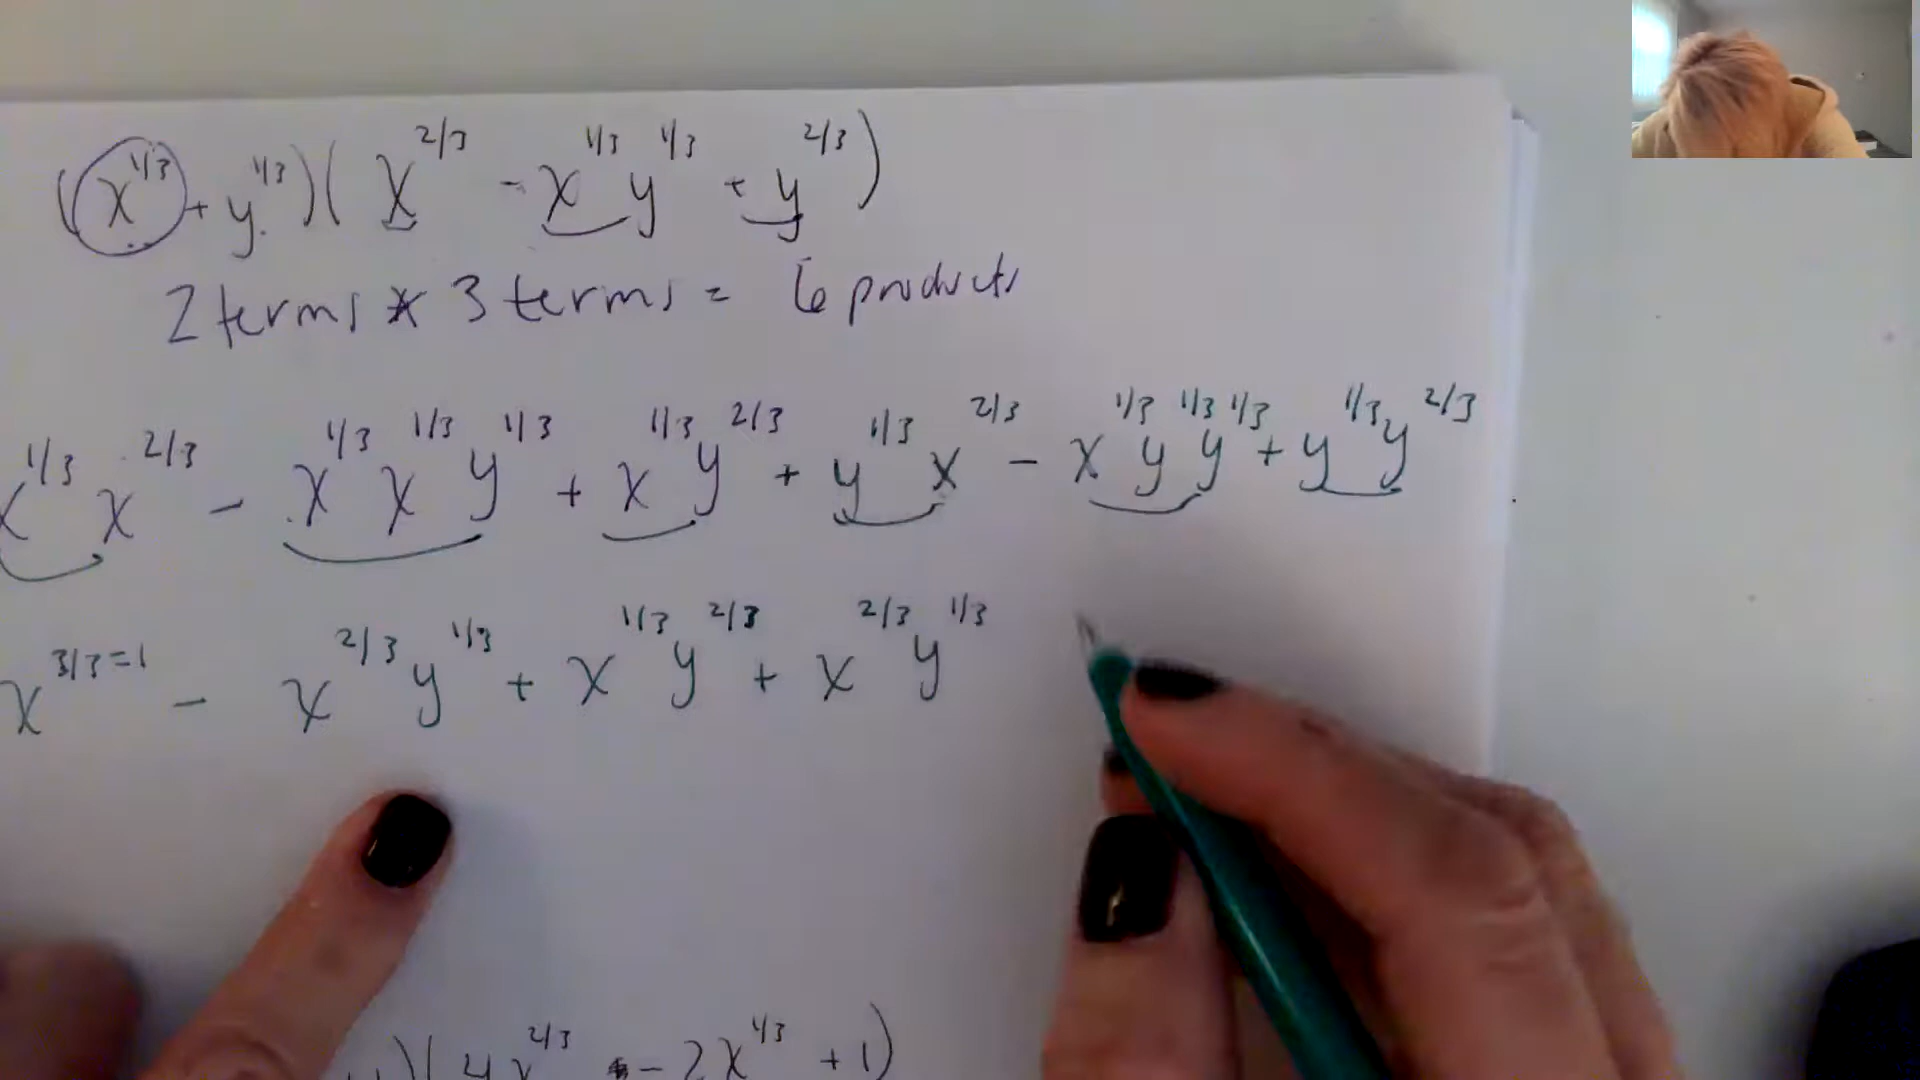 (x^1/3 + y^1/3)(x^2/3 - x^1/3 y^1/3 + y^2/3)
2 terms * 3 terms = 6 products
x^1/3 x^2/3 - x^1/3 x^1/3 y^1/3 + x^1/3 y^2/3 + y^1/3 x^2/3 - x^1/3 y^1/3 y^1/3 + y^1/3 y^2/3
x^3/3=1 - x^2/3 y^1/3 + x^1/3 y^2/3 + x^2/3 y^1/3
)(4x^2/3 - 2x^1/3 + 1)